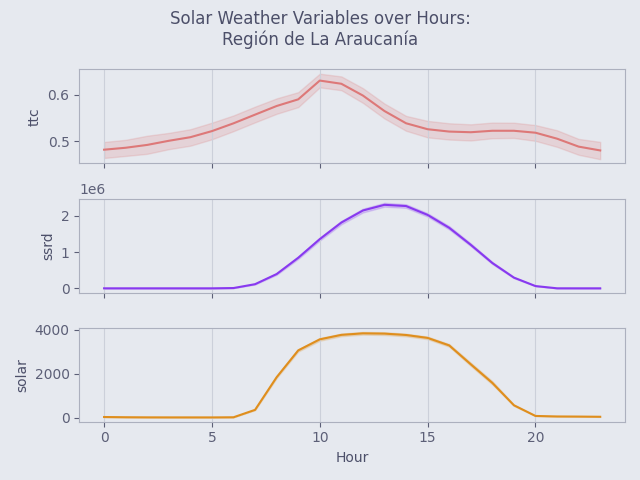 Solar Weather Variables over Hours:
Región de La Araucanía
0.6
0.5
ttc
1e6
2
1
0
ssrd
4000
2000
0
solar
0 5 10 15 20
Hour